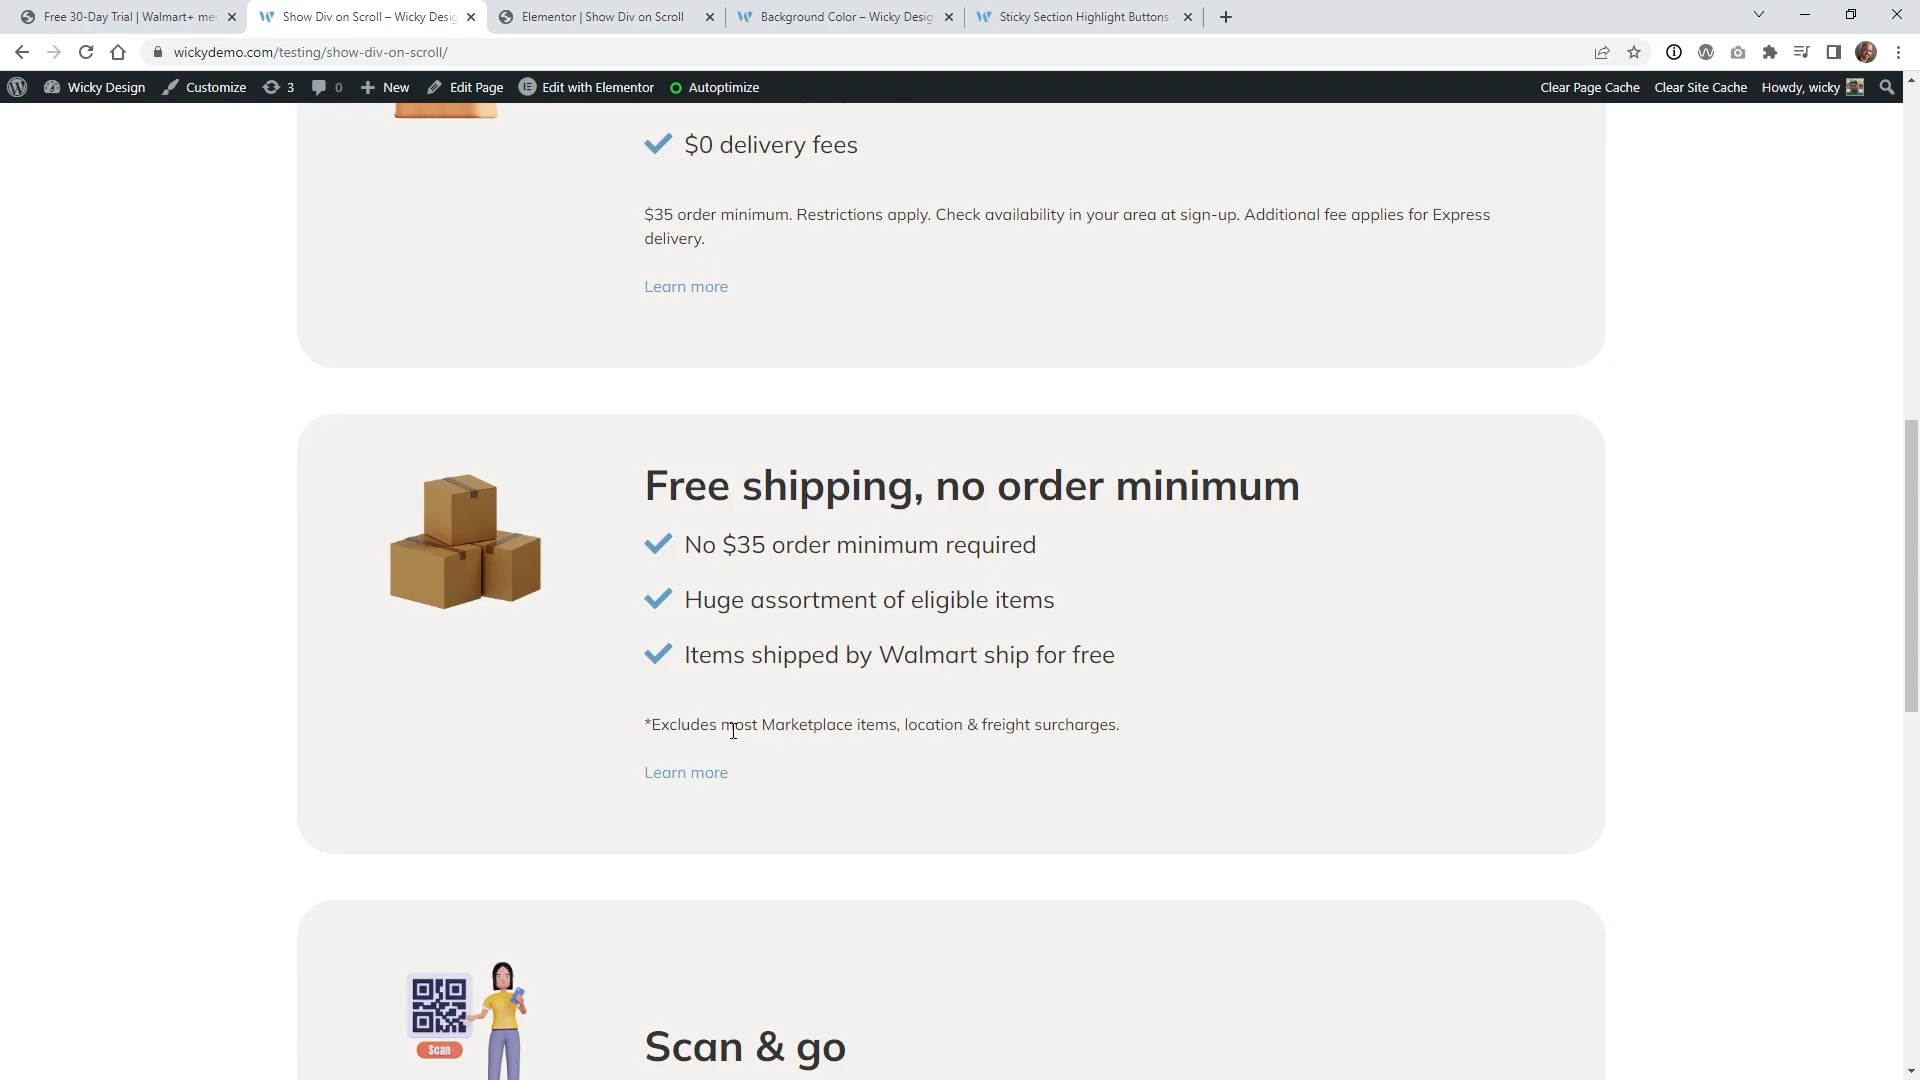 Free 30-Day Trial | Walmart+ me
Show Div on Scroll – Wicky Desig
Elementor | Show Div on Scroll
Background Color – Wicky Desig
Sticky Section Highlight Buttons
wickydemo.com/testing/show-div-on-scroll/
Wicky Design
Customize
3
0
New
Edit Page
Edit with Elementor
Autoptimize
Clear Page Cache
Clear Site Cache
Howdy, wicky
$0 delivery fees
$35 order minimum. Restrictions apply. Check availability in your area at sign-up. Additional fee applies for Express
delivery.
Learn more
Free shipping, no order minimum
No $35 order minimum required
Huge assortment of eligible items
Items shipped by Walmart ship for free
*Excludes most Marketplace items, location & freight surcharges.
Learn more
Scan
Scan & go